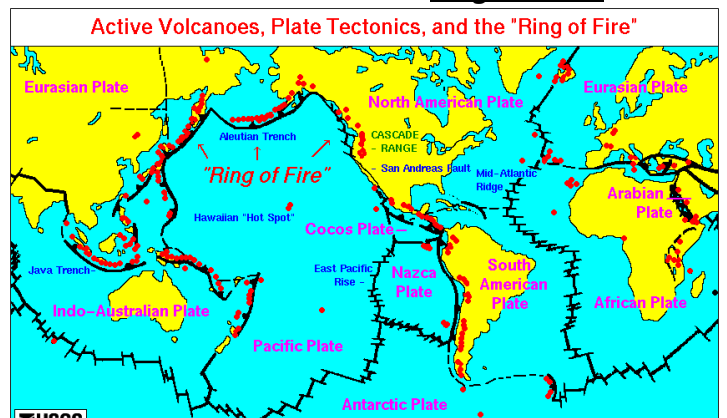 Active Volcanoes, Plate Tectonics, and the "Ring of Fire"
Eurasian Plate
North American Plate
Eurasian Plate
Aleutian Trench
CASCADE
RANGE
"Ring of Fire"
San Andreas Fault
Mid-Atlantic
Ridge
Arabian
Plate
Hawaiian "Hot Spot"
Cocos Plate
Java Trench
East Pacific
Rise
Nazca
Plate
South
American
Plate
African Plate
Indo-Australian Plate
Pacific Plate
Antarctic Plate